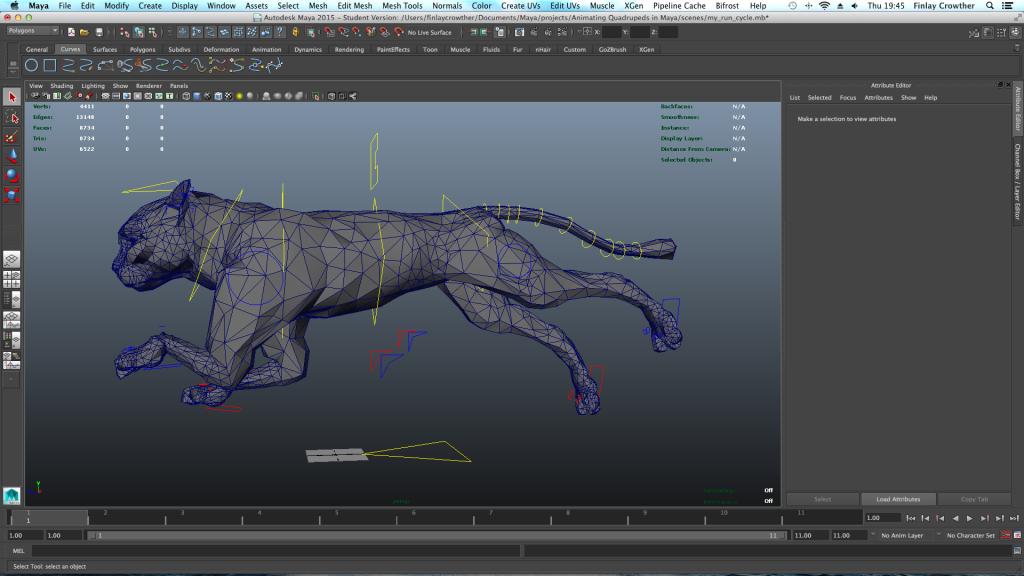 Maya File Edit Modify Create Display Window Assets Select Mesh Edit Mesh Mesh Tools Normals Color Create UVs Edit UVs Muscle XGen Pipeline Cache Bifrost Help Thu 19:45 Finlay Crowther
Autodesk Maya 2015 - Student Version: /Users/finlaycrowther/Documents/Maya/projects/Animating Quadrupeds in Maya/scenes/my_run_cycle.mb*
Polygons No Live Surface X: Y: Z:
General Curves Surfaces Polygons Subdivs Deformation Animation Dynamics Rendering PaintEffects Toon Muscle Fluids Fur nHair Custom GoZBrush XGen
View Shading Lighting Show Renderer Panels
Attribute Editor
List Selected Focus Attributes Show Help
Make a selection to view attributes
Verts: 4411 0 0
Edges: 13148 0 0
Faces: 8734 0 0
Tris: 8734 0 0
UVs: 6522 0 0
Backfaces: N/A
Smoothness: N/A
Instance: N/A
Display Layer: N/A
Distance From Camera: N/A
Selected Objects: 0
Attribute Editor
Channel Box / Layer Editor
Off
persp
Off
Y
Select Load Attributes Copy Tab
1 2 3 4 5 6 7 8 9 10 11
1
1.00
1.00 1.00 1 11 11.00 11.00 No Anim Layer No Character Set
MEL
Select Tool: select an object